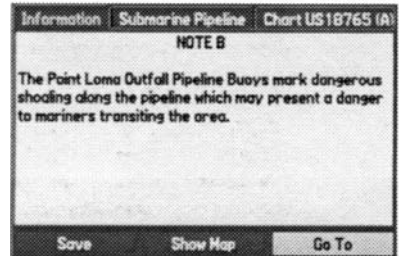 Information Submarine Pipeline Chart US18765 (A)
NOTE B
The Point Loma Outfall Pipeline Buoys mark dangerous
shoaling along the pipeline which may present a danger
to mariners transiting the area.
Save Show Map Go To